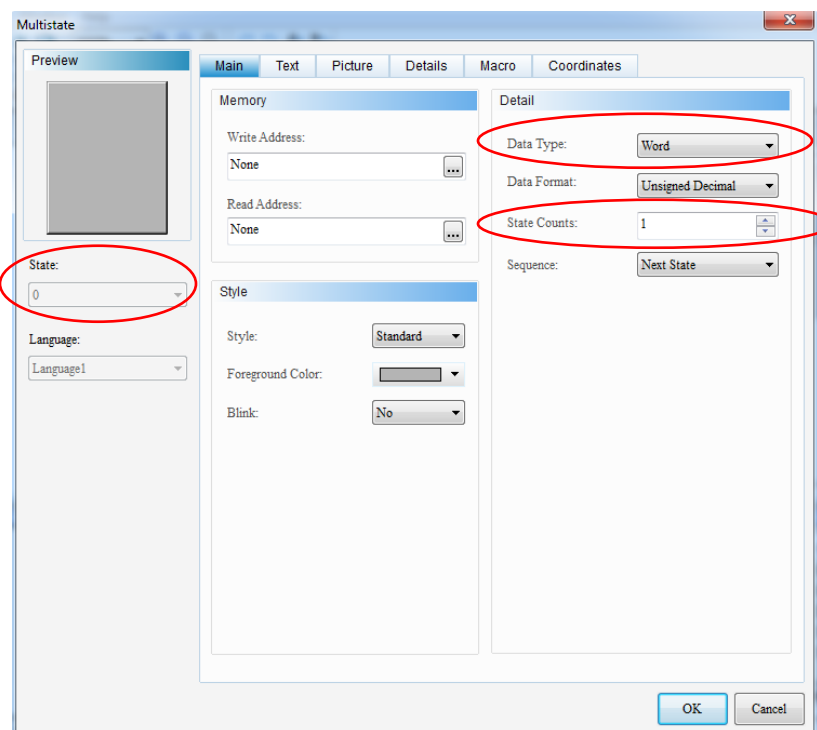 Multistate
Preview
Main Text Picture Details Macro Coordinates
Memory
Write Address:
None
...
Read Address:
None
...
Detail
Data Type: Word
Data Format: Unsigned Decimal
State Counts: 1
Sequence: Next State
State:
0
Language:
Language1
Style
Style: Standard
Foreground Color:
Blink: No
OK Cancel